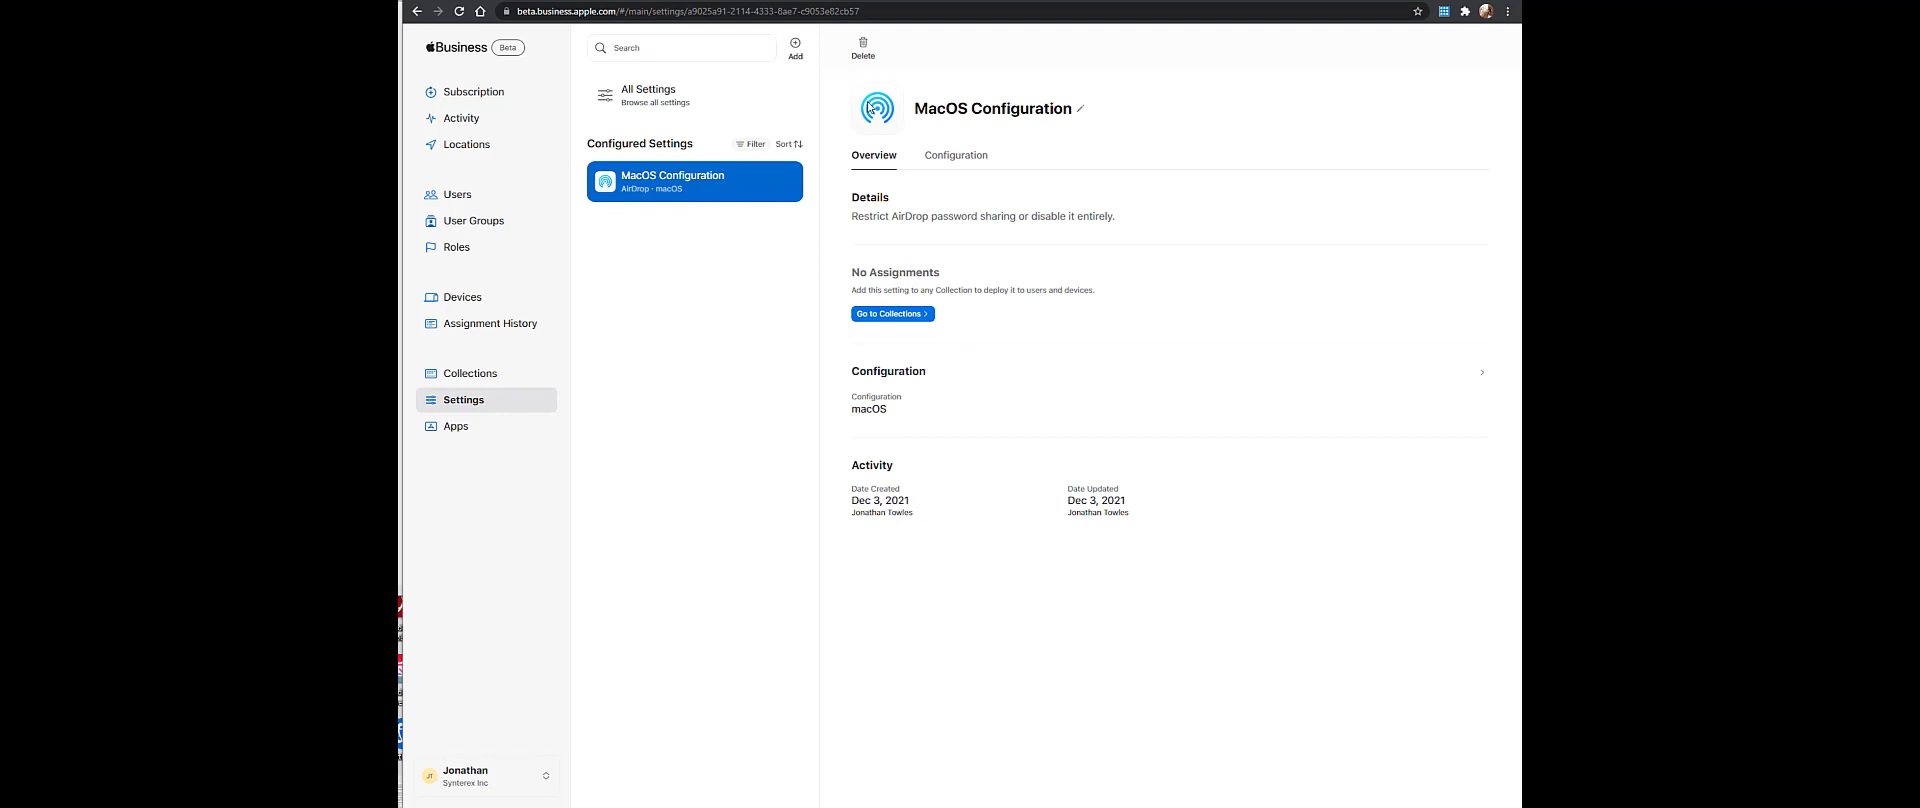 beta.business.apple.com/#/main/settings/a9025a91-2114-4333-8ae7-c9053e82cb57
Business Beta
Subscription
Activity
Locations
Users
User Groups
Roles
Devices
Assignment History
Collections
Settings
Apps
JT
Jonathan
Synterex Inc
Search
Add
All Settings
Browse all settings
Configured Settings
Filter
Sort
MacOS Configuration
AirDrop · macOS
Delete
MacOS Configuration
Overview Configuration
Details
Restrict AirDrop password sharing or disable it entirely.
No Assignments
Add this setting to any Collection to deploy it to users and devices.
Go to Collections >
Configuration
Configuration
macOS
Activity
Date Created
Dec 3, 2021
Jonathan Towles
Date Updated
Dec 3, 2021
Jonathan Towles